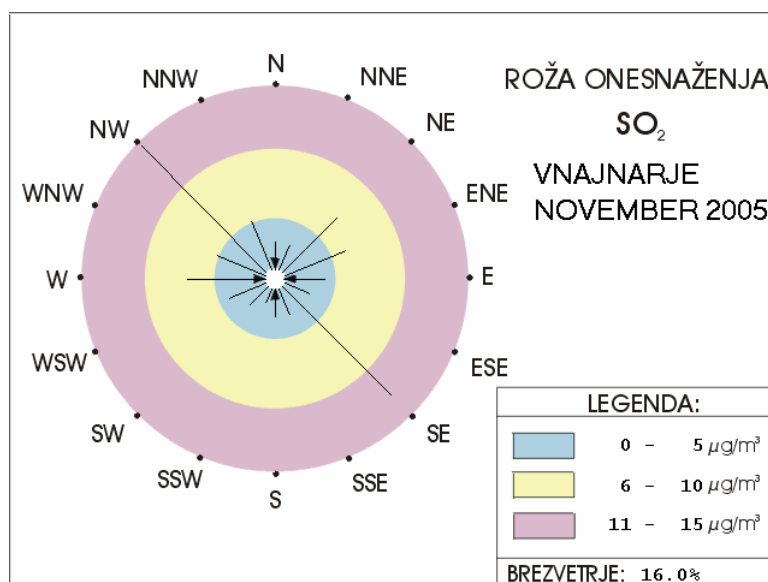 ROŽA ONESNAŽENJA
SO₂
VNAJNARJE
NOVEMBER 2005
N
NNE
NE
ENE
E
ESE
SE
SSE
S
SSW
SW
WSW
W
WNW
NW
NNW
LEGENDA:
0 - 5 µg/m³
6 - 10 µg/m³
11 - 15 µg/m³
BREZVETRJE: 16.0%